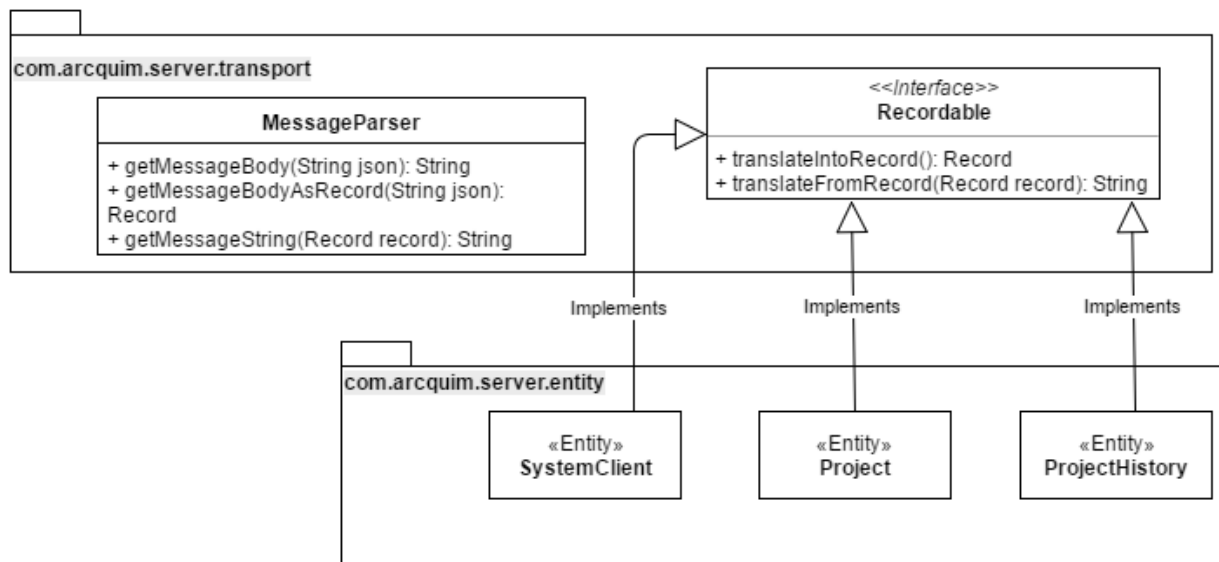 com.arcquim.server.transport
MessageParser
+ getMessageBody(String json): String
+ getMessageBodyAsRecord(String json):
Record
+ getMessageString(Record record): String
<<Interface>>
Recordable
+ translateIntoRecord(): Record
+ translateFromRecord(Record record): String
Implements
Implements
Implements
com.arcquim.server.entity
«Entity»
SystemClient
«Entity»
Project
«Entity»
ProjectHistory